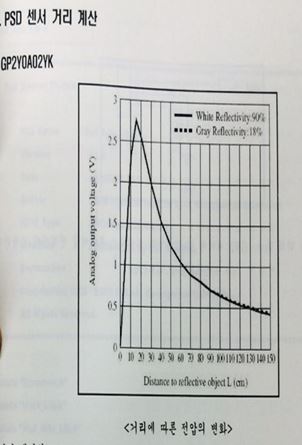 . PSD 센서 거리 계산
GP2Y0A02YK
White Reflectivity:90%
Gray Reflectivity:18%
Analog output voltage (V)
3
2.5
2
1.5
1
0.5
0
0 10 20 30 40 50 60 70 80 90 100 110 120 130 140 150
Distance to reflective object L (cm)
<거리에 따른 전압의 변화>